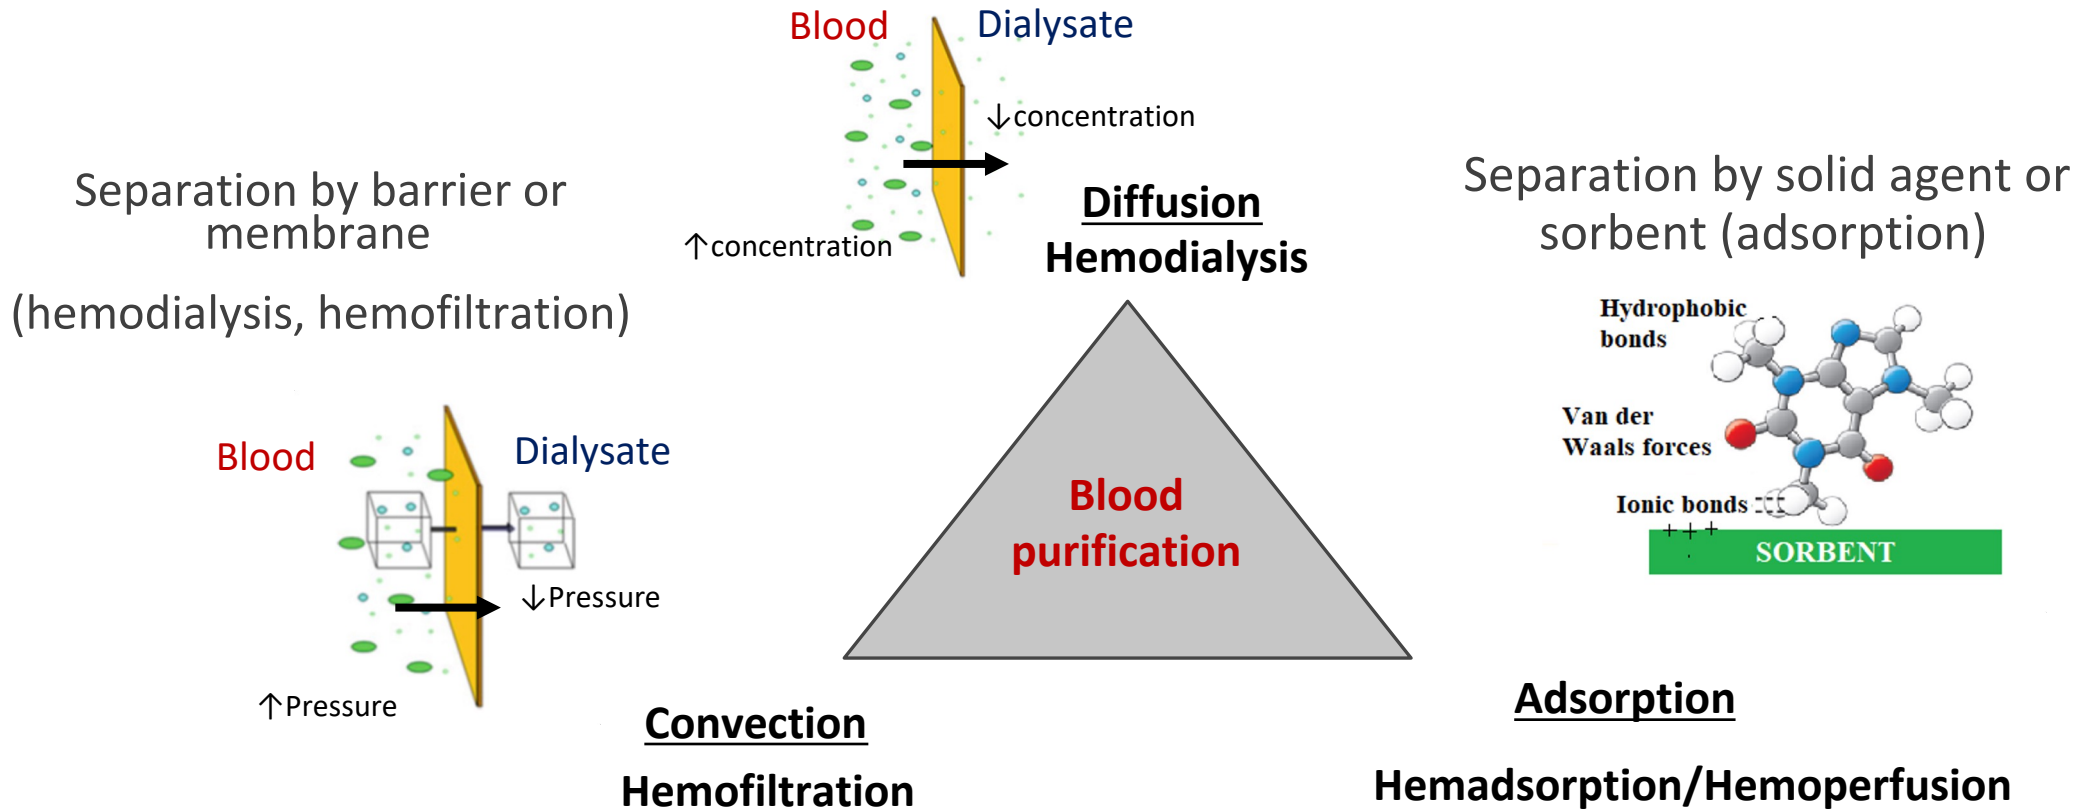 Blood
Dialysate
↓concentration
↑concentration
Diffusion
Hemodialysis
Separation by barrier or
membrane
(hemodialysis, hemofiltration)
Separation by solid agent or
sorbent (adsorption)
Blood
Dialysate
↓Pressure
↑Pressure
Convection
Hemofiltration
Blood
purification
Hydrophobic
bonds
Van der
Waals forces
Ionic bonds
+ + +
SORBENT
Adsorption
Hemadsorption/Hemoperfusion